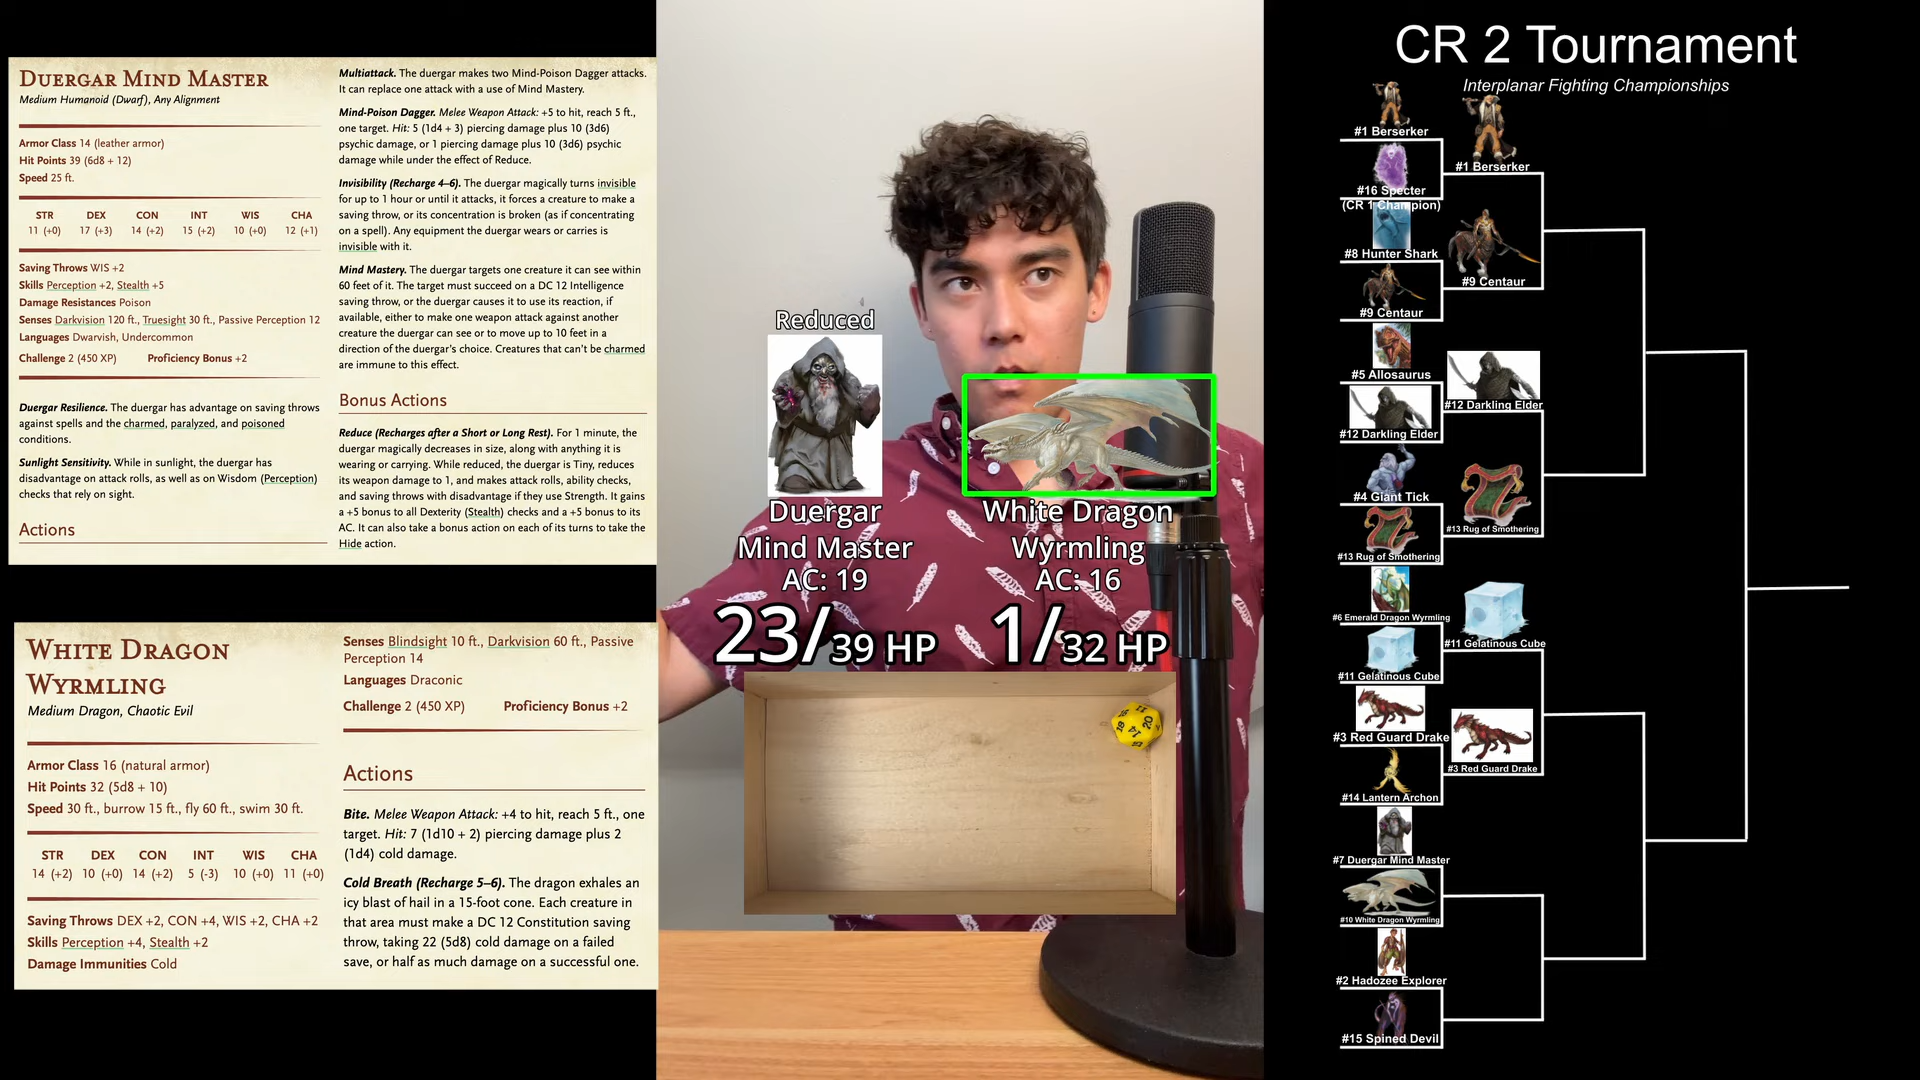 DUERGAR MIND MASTER
Medium Humanoid (Dwarf), Any Alignment
Armor Class 14 (leather armor)
Hit Points 39 (6d8 + 12)
Speed 25 ft.
STR DEX CON INT WIS CHA
11 (+0) 17 (+3) 14 (+2) 15 (+2) 10 (+0) 12 (+1)
Saving Throws WIS +2
Skills Perception +2, Stealth +5
Damage Resistances Poison
Senses Darkvision 120 ft., Truesight 30 ft., Passive Perception 12
Languages Dwarvish, Undercommon
Challenge 2 (450 XP) Proficiency Bonus +2
Duergar Resilience. The duergar has advantage on saving throws
against spells and the charmed, paralyzed, and poisoned
conditions.
Sunlight Sensitivity. While in sunlight, the duergar has
disadvantage on attack rolls, as well as on Wisdom (Perception)
checks that rely on sight.
Actions
Multiattack. The duergar makes two Mind-Poison Dagger attacks.
It can replace one attack with a use of Mind Mastery.
Mind-Poison Dagger. Melee Weapon Attack: +5 to hit, reach 5 ft.,
one target. Hit: 5 (1d4 + 3) piercing damage plus 10 (3d6)
psychic damage, or 1 piercing damage plus 10 (3d6) psychic
damage while under the effect of Reduce.
Invisibility (Recharge 4–6). The duergar magically turns invisible
for up to 1 hour or until it attacks, it forces a creature to make a
saving throw, or its concentration is broken (as if concentrating
on a spell). Any equipment the duergar wears or carries is
invisible with it.
Mind Mastery. The duergar targets one creature it can see within
60 feet of it. The target must succeed on a DC 12 Intelligence
saving throw, or the duergar causes it to use its reaction, if
available, either to make one weapon attack against another
creature the duergar can see or to move up to 10 feet in a
direction of the duergar's choice. Creatures that can't be charmed
are immune to this effect.
Bonus Actions
Reduce (Recharges after a Short or Long Rest). For 1 minute, the
duergar magically decreases in size, along with anything it is
wearing or carrying. While reduced, the duergar is Tiny, reduces
its weapon damage to 1, and makes attack rolls, ability checks,
and saving throws with disadvantage if they use Strength. It gains
a +5 bonus to all Dexterity (Stealth) checks and a +5 bonus to its
AC. It can also take a bonus action on each of its turns to take the
Hide action.
WHITE DRAGON
WYRMLING
Medium Dragon, Chaotic Evil
Armor Class 16 (natural armor)
Hit Points 32 (5d8 + 10)
Speed 30 ft., burrow 15 ft., fly 60 ft., swim 30 ft.
STR DEX CON INT WIS CHA
14 (+2) 10 (+0) 14 (+2) 5 (-3) 10 (+0) 11 (+0)
Saving Throws DEX +2, CON +4, WIS +2, CHA +2
Skills Perception +4, Stealth +2
Damage Immunities Cold
Senses Blindsight 10 ft., Darkvision 60 ft., Passive
Perception 14
Languages Draconic
Challenge 2 (450 XP) Proficiency Bonus +2
Actions
Bite. Melee Weapon Attack: +4 to hit, reach 5 ft., one
target. Hit: 7 (1d10 + 2) piercing damage plus 2
(1d4) cold damage.
Cold Breath (Recharge 5–6). The dragon exhales an
icy blast of hail in a 15-foot cone. Each creature in
that area must make a DC 12 Constitution saving
throw, taking 22 (5d8) cold damage on a failed
save, or half as much damage on a successful one.
Reduced
Duergar
Mind Master
AC: 19
23/39 HP
White Dragon
Wyrmling
AC: 16
1/32 HP
20
18
14
11
CR 2 Tournament
Interplanar Fighting Championships
#1 Berserker
#16 Specter
(CR 1 Champion)
#8 Hunter Shark
#9 Centaur
#5 Allosaurus
#12 Darkling Elder
#4 Giant Tick
#13 Rug of Smothering
#6 Emerald Dragon Wyrmling
#11 Gelatinous Cube
#3 Red Guard Drake
#14 Lantern Archon
#7 Duergar Mind Master
#10 White Dragon Wyrmling
#2 Hadozee Explorer
#15 Spined Devil
#1 Berserker
#9 Centaur
#12 Darkling Elder
#13 Rug of Smothering
#11 Gelatinous Cube
#3 Red Guard Drake